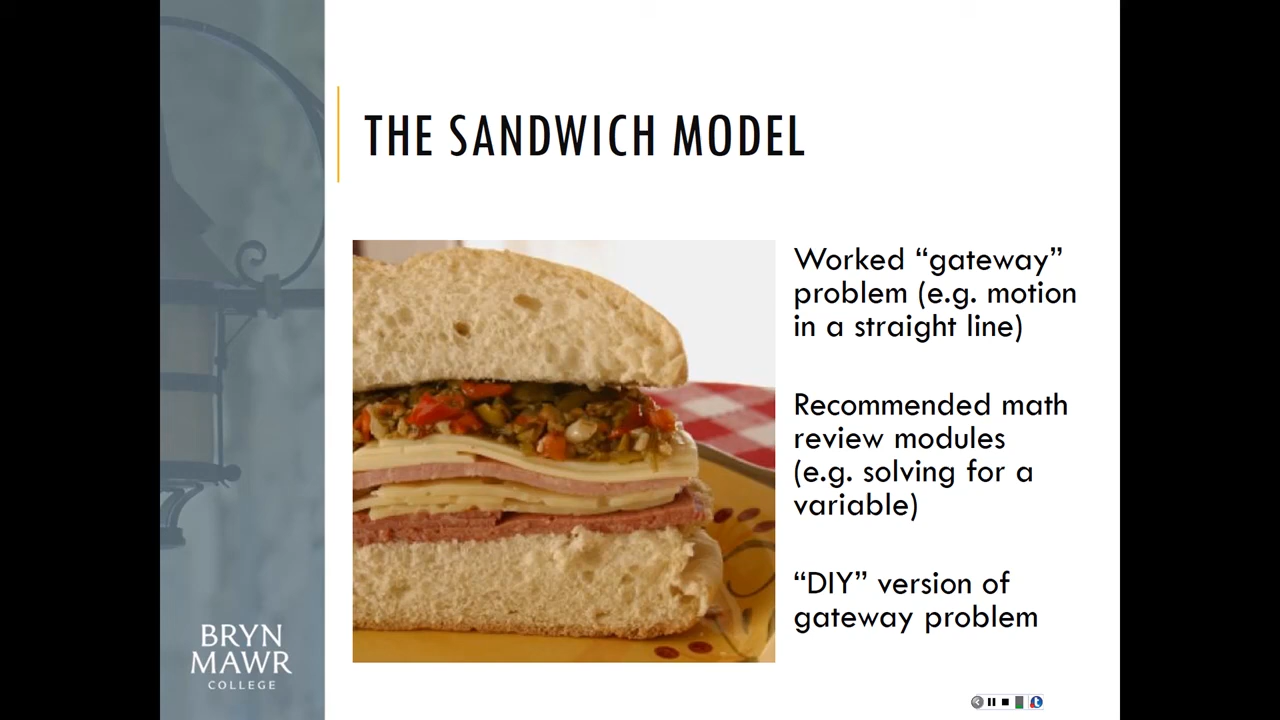 THE SANDWICH MODEL
Worked “gateway”
problem (e.g. motion
in a straight line)
Recommended math
review modules
(e.g. solving for a
variable)
“DIY” version of
gateway problem
BRYN
MAWR
COLLEGE